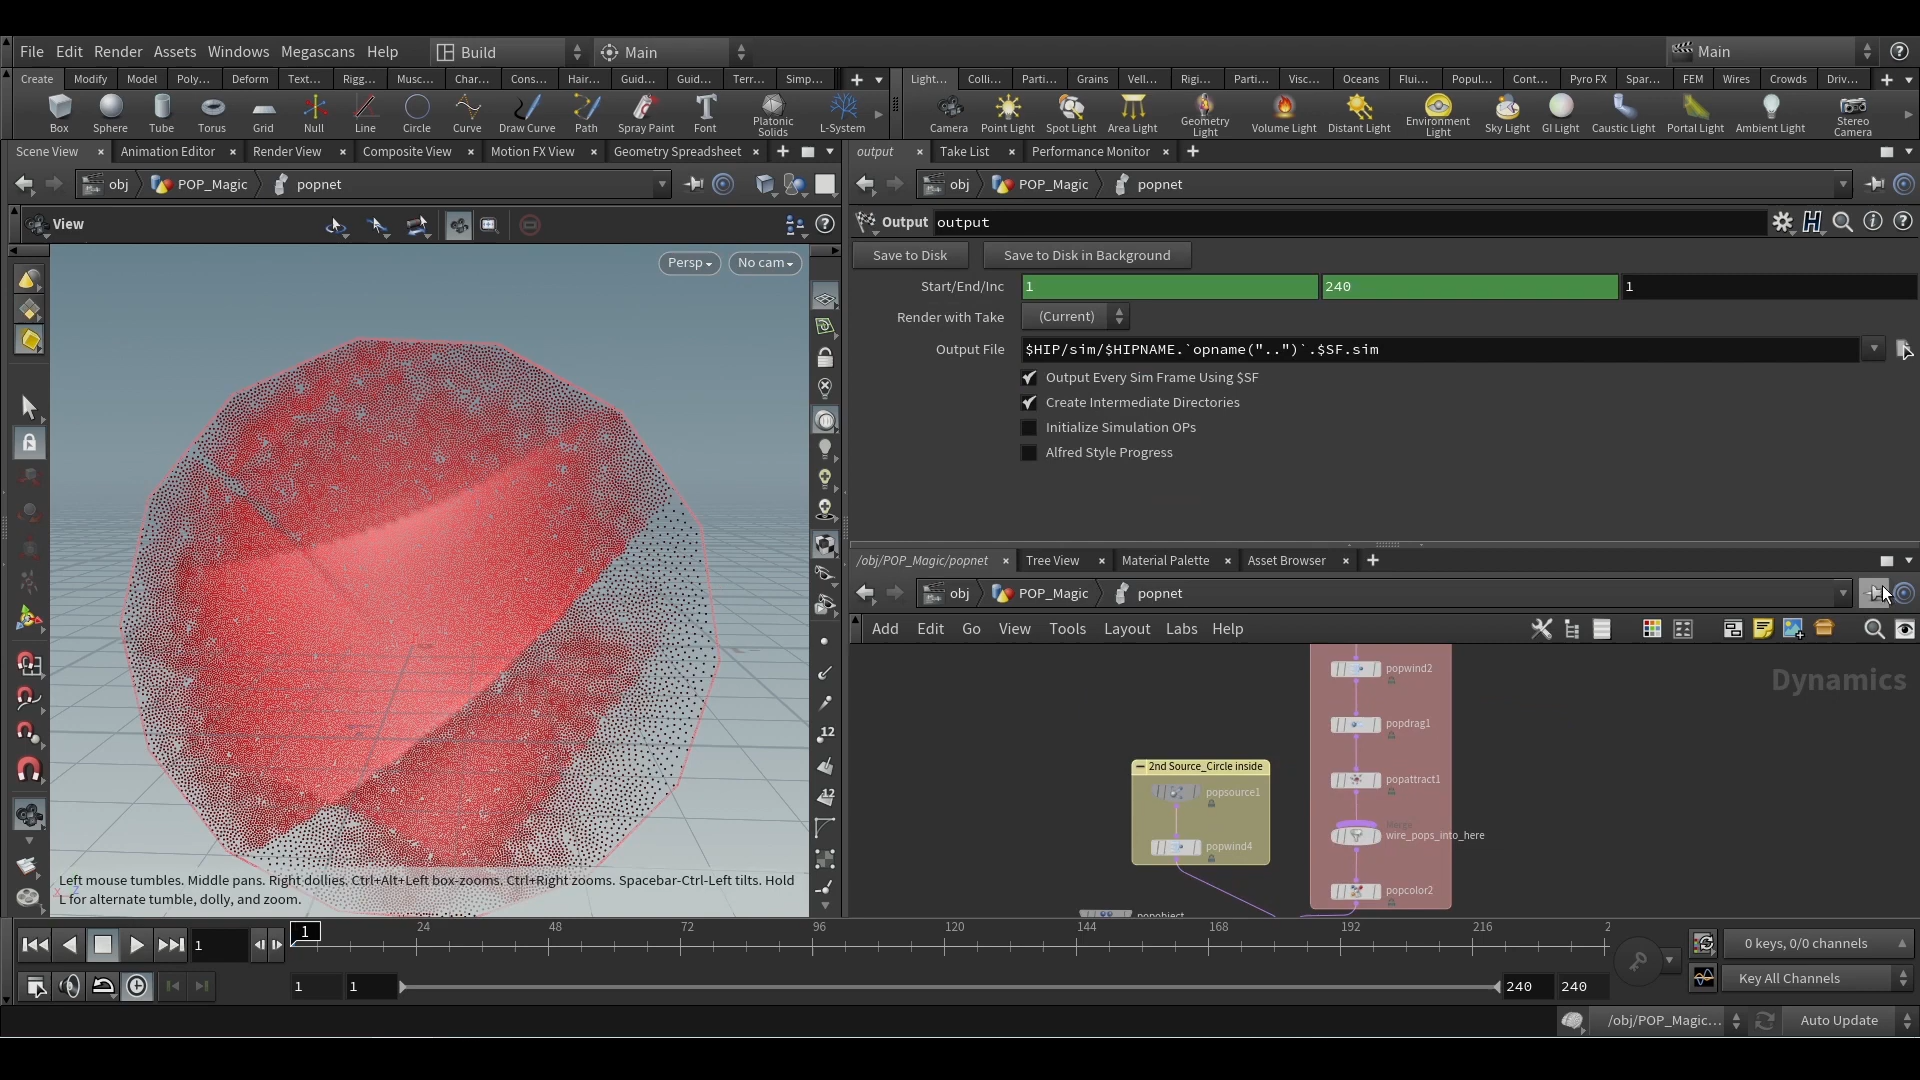 File Edit Render Assets Windows Megascans Help Build Main Main
Create Modify Model Poly... Deform Text... Rigg... Musc... Char... Cons... Hair... Guid... Guid... Terr... Simp...
Light... Colli... Parti... Grains Vell... Rigi... Parti... Visc... Oceans Flui... Popul... Cont... Pyro FX Spar... FEM Wires Crowds Driv...
Box Sphere Tube Torus Grid Null Line Circle Curve Draw Curve Path Spray Paint Font Platonic Solids L-System
Camera Point Light Spot Light Area Light Geometry Light Volume Light Distant Light Environment Light Sky Light GI Light Caustic Light Portal Light Ambient Light Stereo Camera
Scene View Animation Editor Render View Composite View Motion FX View Geometry Spreadsheet
output Take List Performance Monitor
obj POP_Magic popnet
obj POP_Magic popnet
View
Output output
Save to Disk Save to Disk in Background
Persp No cam
Start/End/Inc 1 240 1
Render with Take (Current)
Output File $HIP/sim/$HIPNAME.`opname("..")`.$SF.sim
Output Every Sim Frame Using $SF
Create Intermediate Directories
Initialize Simulation OPs
Alfred Style Progress
/obj/POP_Magic/popnet Tree View Material Palette Asset Browser
obj POP_Magic popnet
Add Edit Go View Tools Layout Labs Help
Dynamics
popwind2
popdrag1
2nd Source_Circle inside
popattract1
popsource1
Merge
wire_pops_into_here
popwind4
popcolor2
popobject
12
12
Left mouse tumbles. Middle pans. Right dollies. Ctrl+Alt+Left box-zooms. Ctrl+Right zooms. Spacebar-Ctrl-Left tilts. Hold
L for alternate tumble, dolly, and zoom.
1 1 24 48 72 96 120 144 168 192 216 2
0 keys, 0/0 channels
1 1 240 240
Key All Channels
/obj/POP_Magic... Auto Update